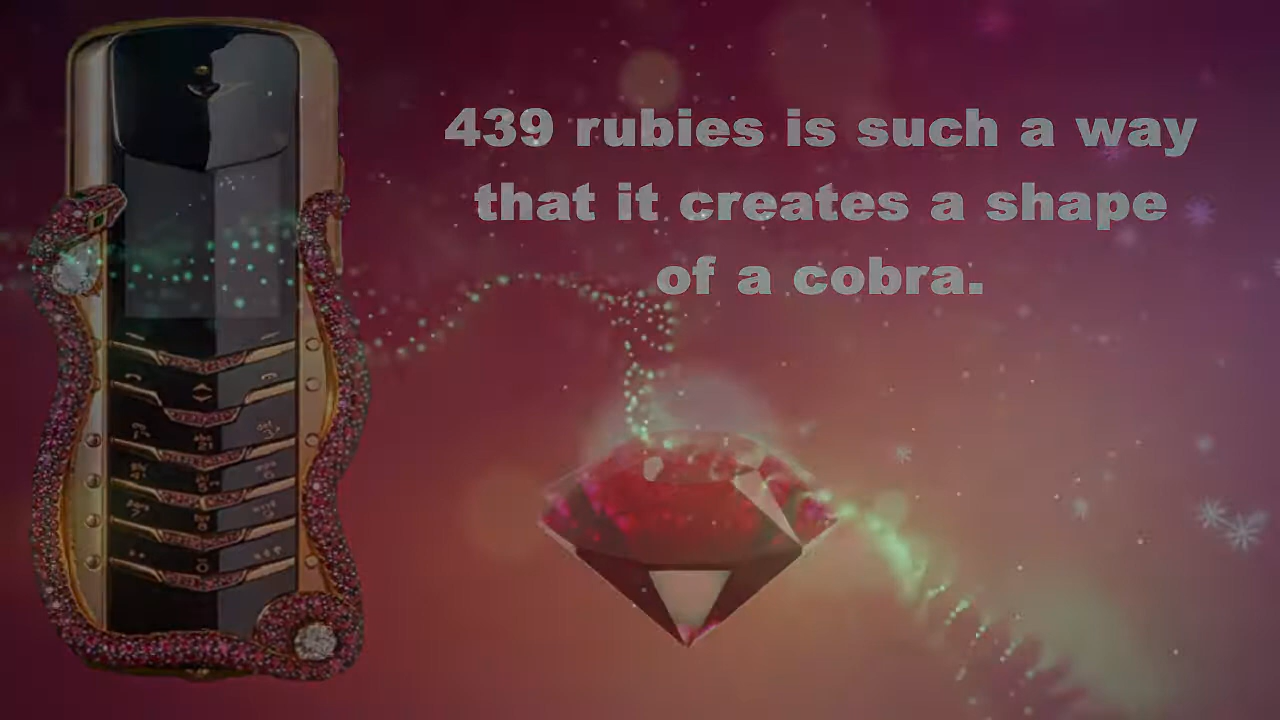 439 rubies is such a way
that it creates a shape
of a cobra.